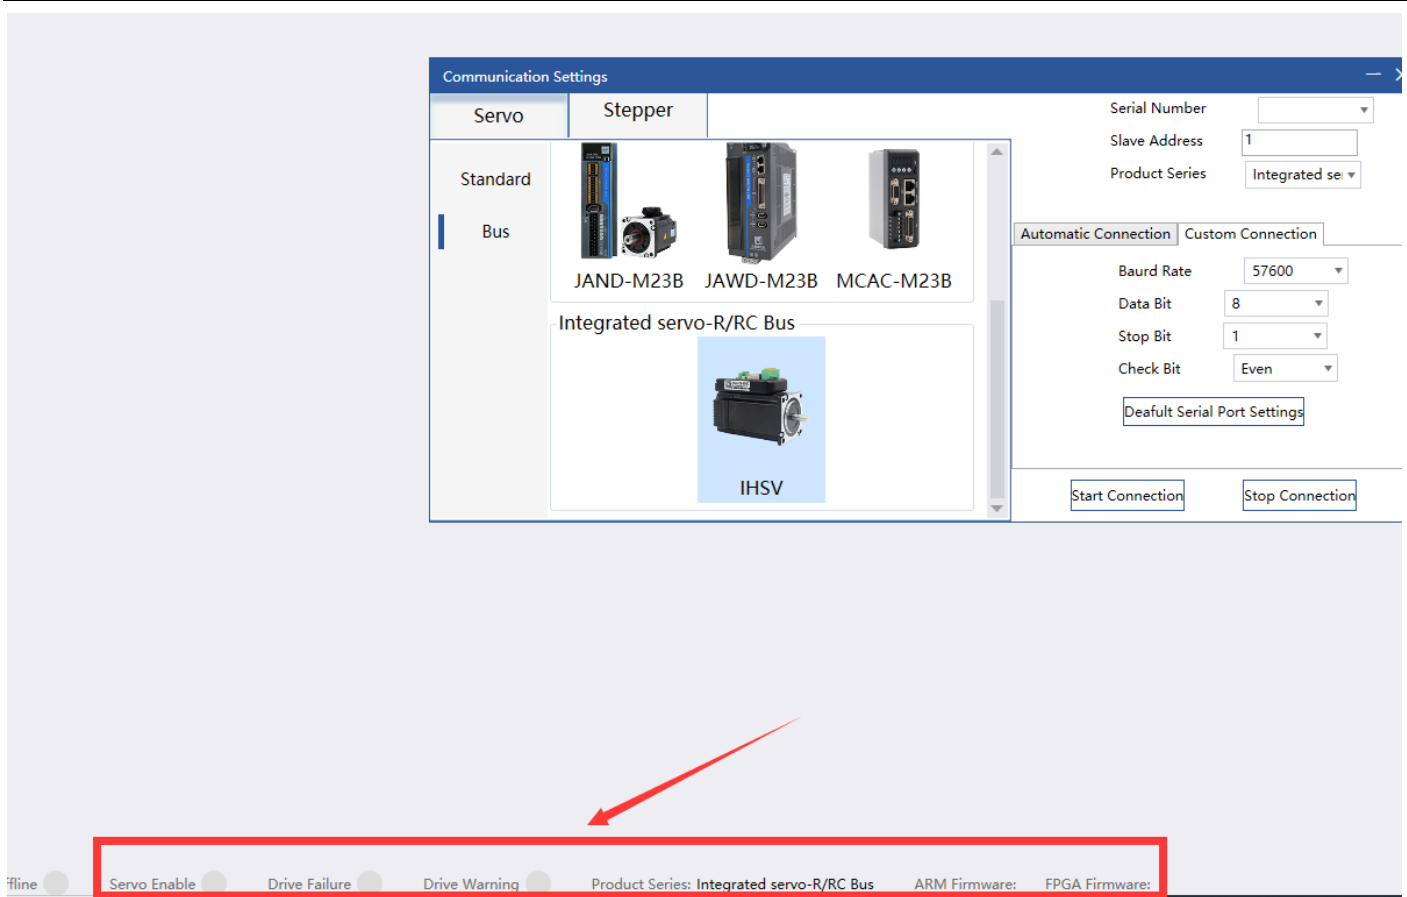 Communication Settings
Servo
Stepper
Standard
Bus
JAND-M23B
JAWD-M23B
MCAC-M23B
Integrated servo-R/RC Bus
IHSV
Serial Number
Slave Address
1
Product Series
Integrated ser
Automatic Connection
Custom Connection
Baurd Rate
57600
Data Bit
8
Stop Bit
1
Check Bit
Even
Deafult Serial Port Settings
Start Connection
Stop Connection
ffline
Servo Enable
Drive Failure
Drive Warning
Product Series: Integrated servo-R/RC Bus
ARM Firmware:
FPGA Firmware: